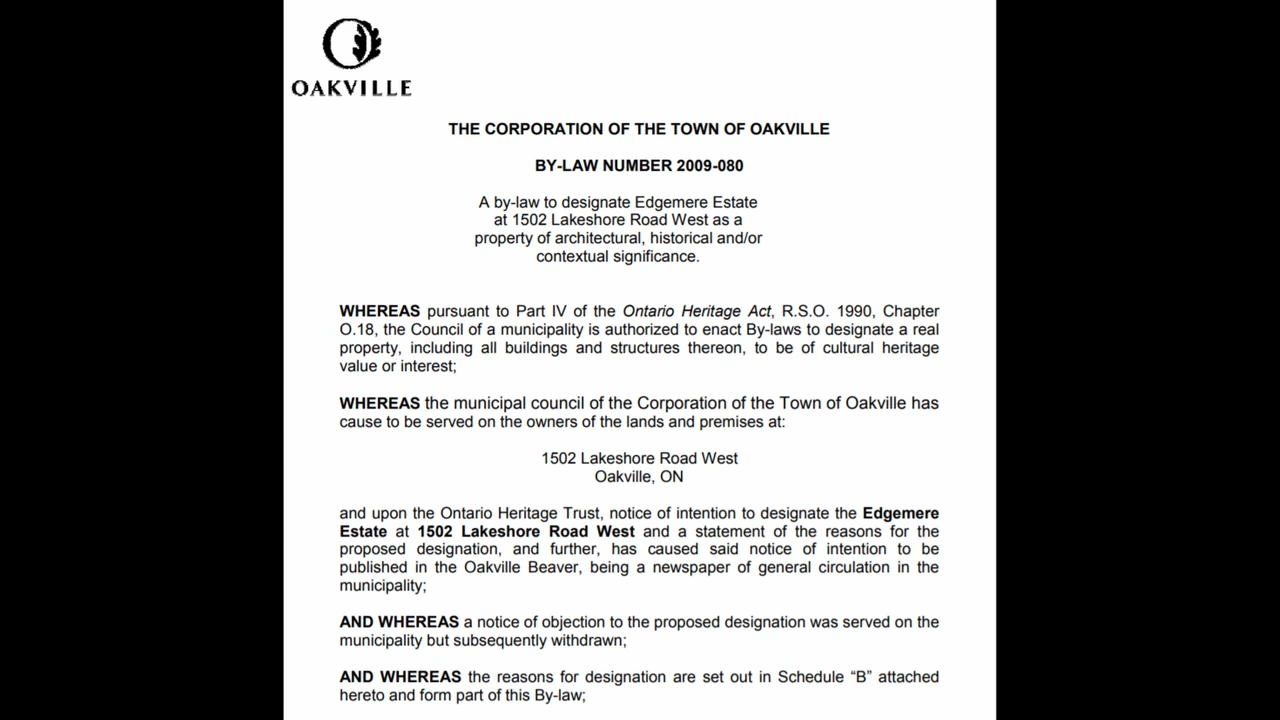 OAKVILLE
THE CORPORATION OF THE TOWN OF OAKVILLE
BY-LAW NUMBER 2009-080
A by-law to designate Edgemere Estate
at 1502 Lakeshore Road West as a
property of architectural, historical and/or
contextual significance.
WHEREAS pursuant to Part IV of the Ontario Heritage Act, R.S.O. 1990, Chapter
O.18, the Council of a municipality is authorized to enact By-laws to designate a real
property, including all buildings and structures thereon, to be of cultural heritage
value or interest;
WHEREAS the municipal council of the Corporation of the Town of Oakville has
cause to be served on the owners of the lands and premises at:
1502 Lakeshore Road West
Oakville, ON
and upon the Ontario Heritage Trust, notice of intention to designate the Edgemere
Estate at 1502 Lakeshore Road West and a statement of the reasons for the
proposed designation, and further, has caused said notice of intention to be
published in the Oakville Beaver, being a newspaper of general circulation in the
municipality;
AND WHEREAS a notice of objection to the proposed designation was served on the
municipality but subsequently withdrawn;
AND WHEREAS the reasons for designation are set out in Schedule “B” attached
hereto and form part of this By-law;